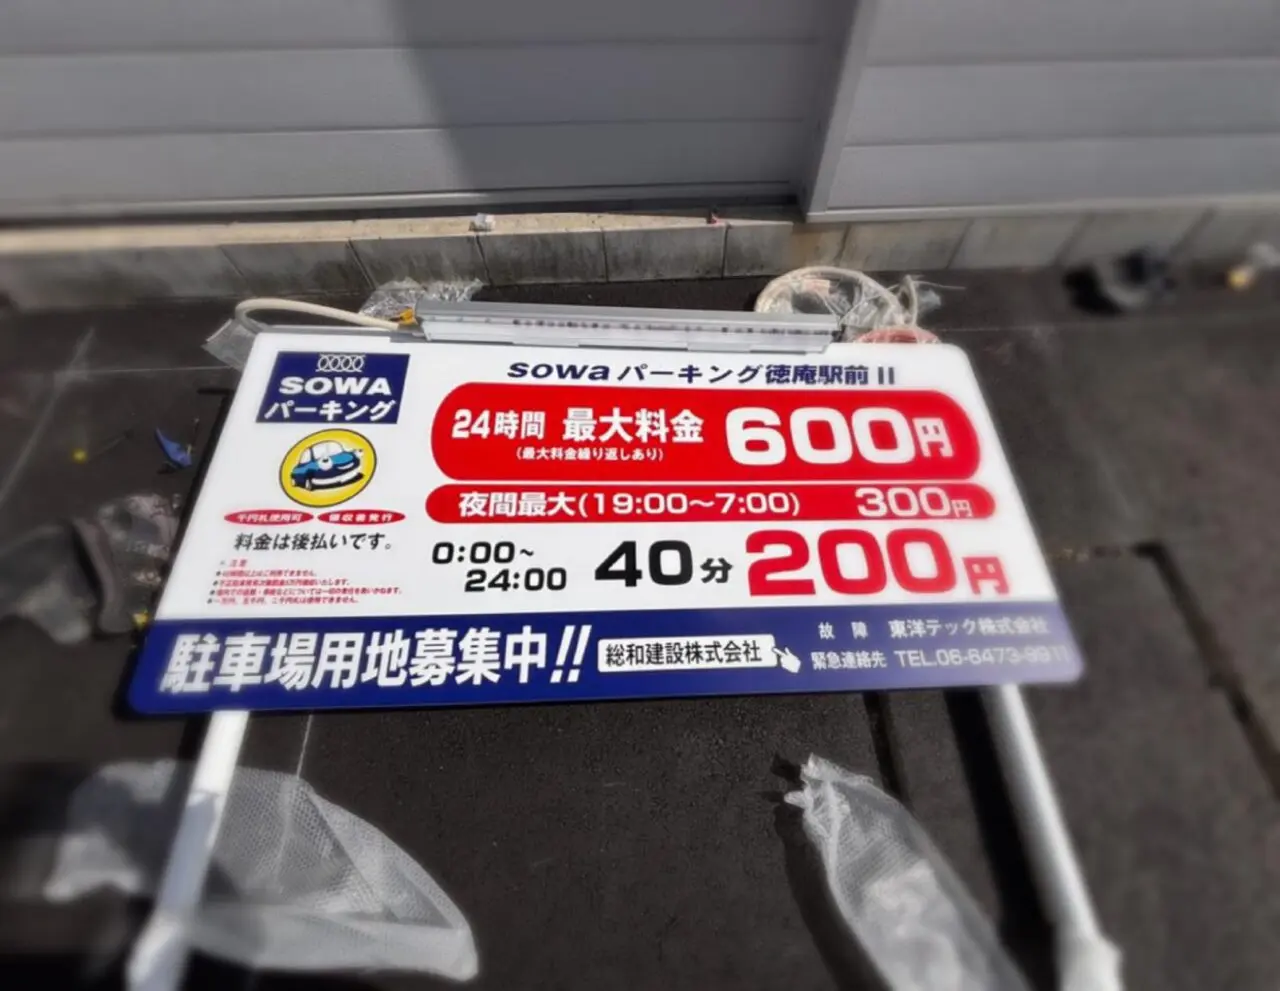 SOWA
パーキング
sowaパーキング徳庵駅前II
24時間 最大料金 600円
(最大料金繰り返しあり)
夜間最大(19:00〜7:00) 300円
千円札使用可 領収書発行
料金は後払いです。
0:00〜
24:00
40分 200円
駐車場用地募集中!!
総和建設株式会社
故障 東洋テック株式会社
緊急連絡先 TEL.06-6473-9911